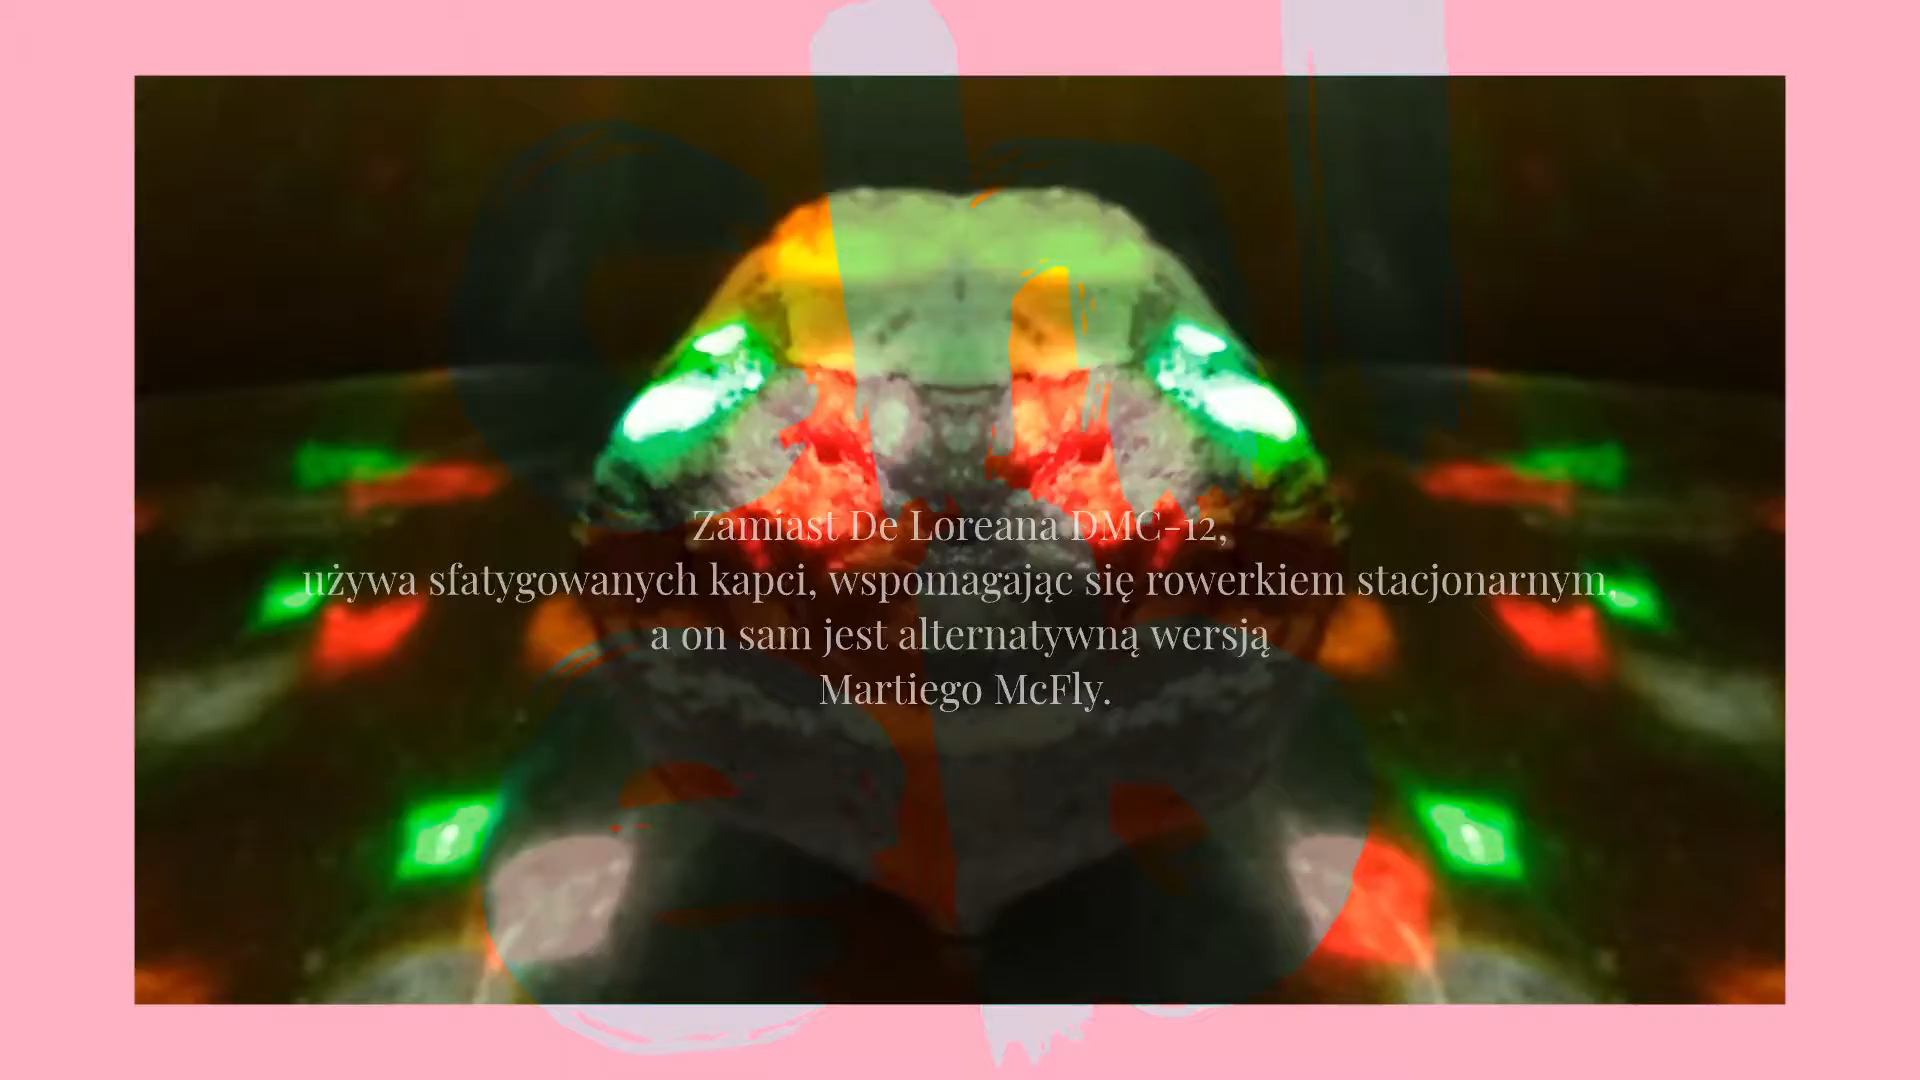 Zamiast De Loreana DMC-12,
używa sfatygowanych kapci, wspomagając się rowerkiem stacjonarnym,
a on sam jest alternatywną wersją
Martiego McFly.